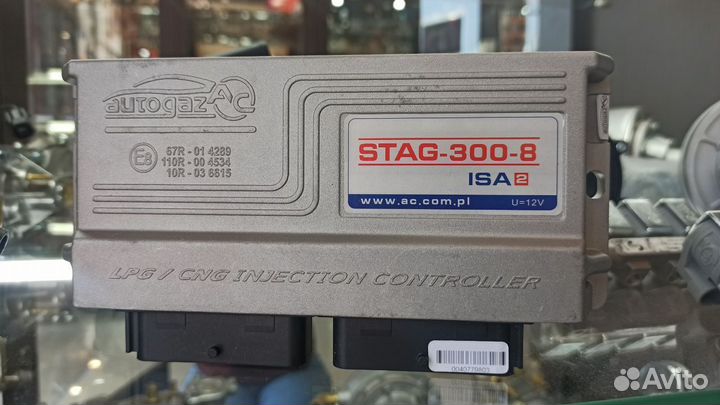 autogaz AC
E8
67R - 01 4289
110R - 00 4534
10R - 03 6615
STAG-300-8
ISA2
www.ac.com.pl U=12V
LPG / CNG INJECTION CONTROLLER
0040779803
Avito